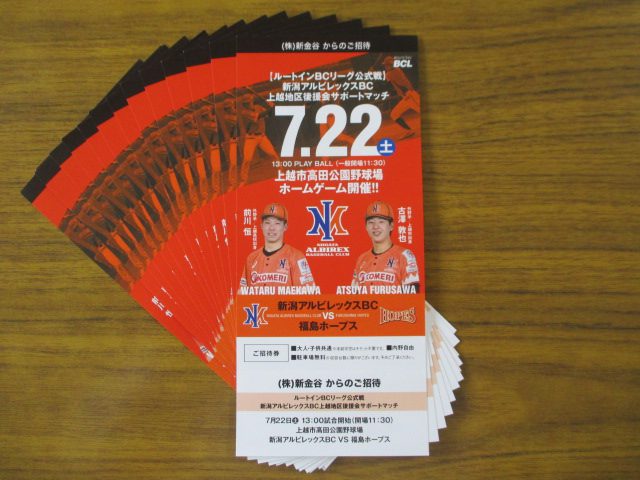 (株)新金谷 からのご招待
BCL
【ルートインBCリーグ公式戦】
新潟アルビレックスBC
上越地区後援会サポートマッチ
7.22土
13:00 PLAY BALL (一般開場11:30)
上越市高田公園野球場
ホームゲーム開催!!
前川 恒
古澤 敦也
NIIGATA
ALBIREX
BASEBALL CLUB
KOMERI
KOMERI
WATARU MAEKAWA
ATSUYA FURUSAWA
新潟アルビレックスBC
NIIGATA ALBIREX BASEBALL CLUB VS FUKUSHIMA HOPES
福島ホープス
HOPES
ご招待券
■大人・子供共通
■内野自由
■駐車場無料
(株)新金谷 からのご招待
ルートインBCリーグ公式戦
新潟アルビレックスBC上越地区後援会サポートマッチ
7月22日土 13:00試合開始(開場11:30)
上越市高田公園野球場
新潟アルビレックスBC VS 福島ホープス